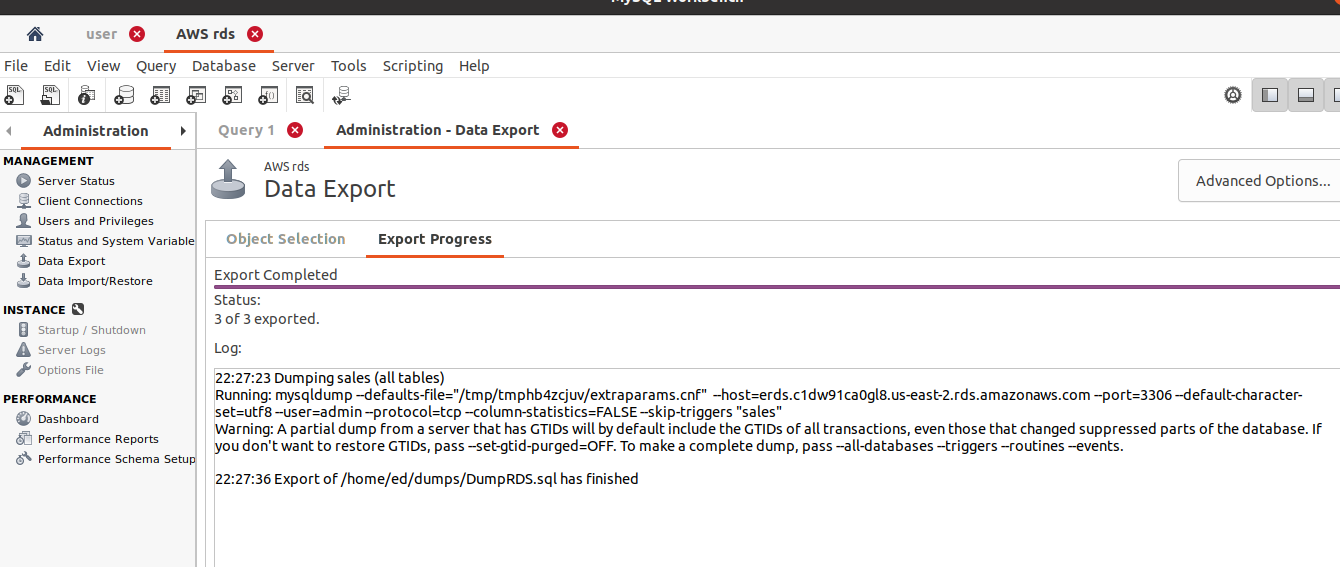 MySQL Workbench
user
AWS rds
File Edit View Query Database Server Tools Scripting Help
Administration
Query 1
Administration - Data Export
MANAGEMENT
Server Status
Client Connections
Users and Privileges
Status and System Variable
Data Export
Data Import/Restore
INSTANCE
Startup / Shutdown
Server Logs
Options File
PERFORMANCE
Dashboard
Performance Reports
Performance Schema Setup
AWS rds
Data Export
Advanced Options...
Object Selection
Export Progress
Export Completed
Status:
3 of 3 exported.
Log:
22:27:23 Dumping sales (all tables)
Running: mysqldump --defaults-file="/tmp/tmphb4zcjuv/extraparams.cnf"  --host=erds.c1dw91ca0gl8.us-east-2.rds.amazonaws.com --port=3306 --default-character-
set=utf8 --user=admin --protocol=tcp --column-statistics=FALSE --skip-triggers "sales"
Warning: A partial dump from a server that has GTIDs will by default include the GTIDs of all transactions, even those that changed suppressed parts of the database. If
you don't want to restore GTIDs, pass --set-gtid-purged=OFF. To make a complete dump, pass --all-databases --triggers --routines --events.
22:27:36 Export of /home/ed/dumps/DumpRDS.sql has finished